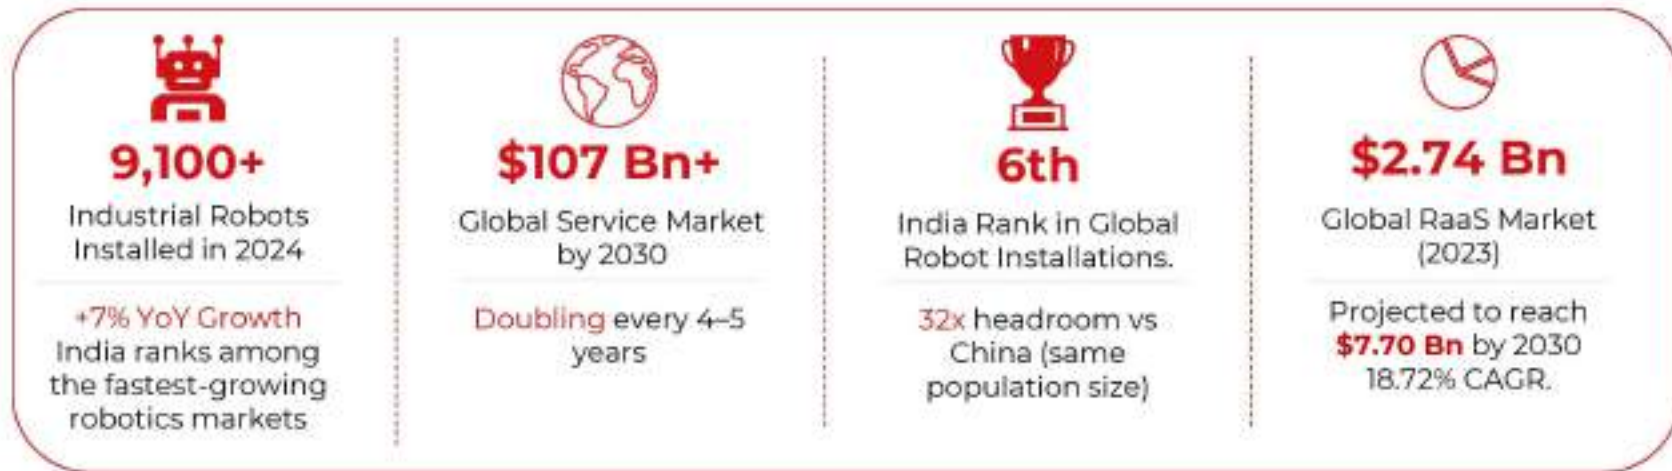 9,100+
Industrial Robots
Installed in 2024
+7% YoY Growth
India ranks among
the fastest-growing
robotics markets
$107 Bn+
Global Service Market
by 2030
Doubling every 4–5
years
6th
India Rank in Global
Robot Installations.
32x headroom vs
China (same
population size)
$2.74 Bn
Global RaaS Market
(2023)
Projected to reach
$7.70 Bn by 2030
18.72% CAGR.